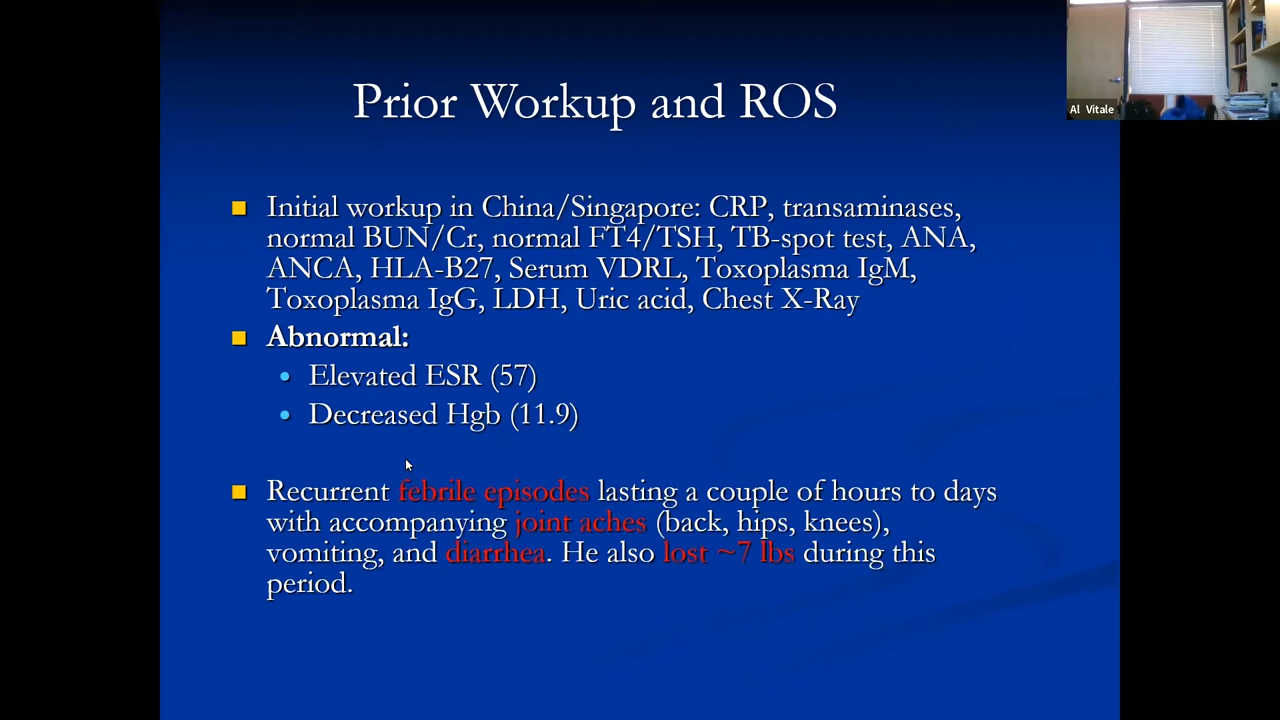 Prior Workup and ROS
Al Vitale
Initial workup in China/Singapore: CRP, transaminases,
normal BUN/Cr, normal FT4/TSH, TB-spot test, ANA,
ANCA, HLA-B27, Serum VDRL, Toxoplasma IgM,
Toxoplasma IgG, LDH, Uric acid, Chest X-Ray
Abnormal:
Elevated ESR (57)
Decreased Hgb (11.9)
Recurrent febrile episodes lasting a couple of hours to days
with accompanying joint aches (back, hips, knees),
vomiting, and diarrhea. He also lost ~7 lbs during this
period.